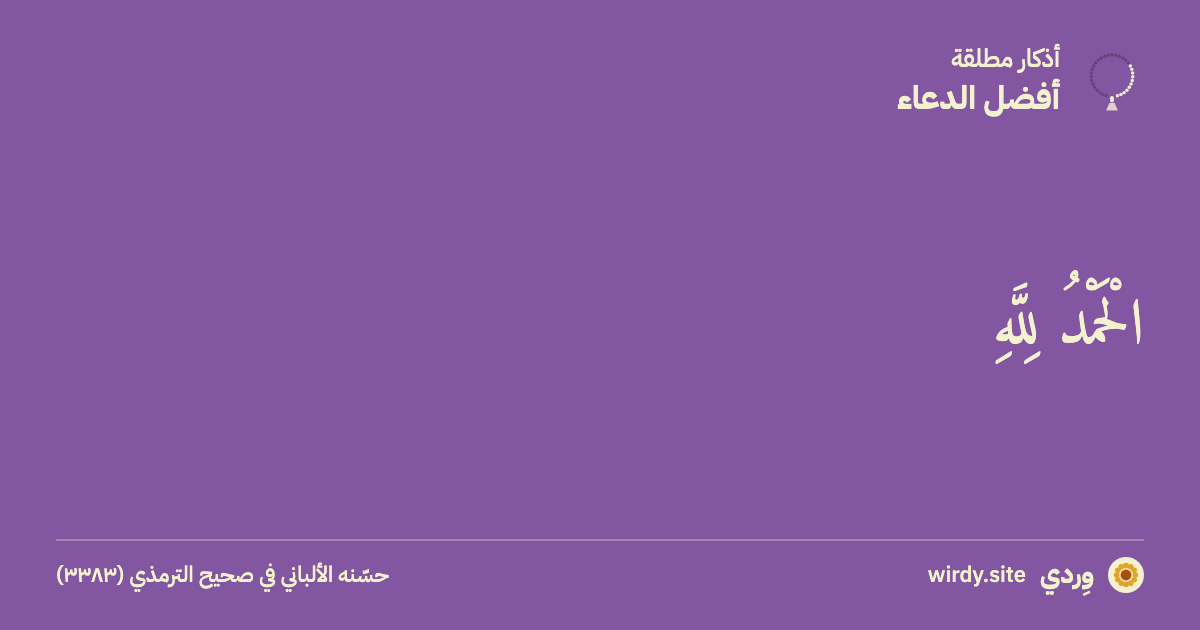 أذكار مطلقة
أفضل الدعاء
الْحَمْدُ لِلَّهِ
وِردي wirdy.site
حسّنه الألباني في صحيح الترمذي (٣٣٨٣)